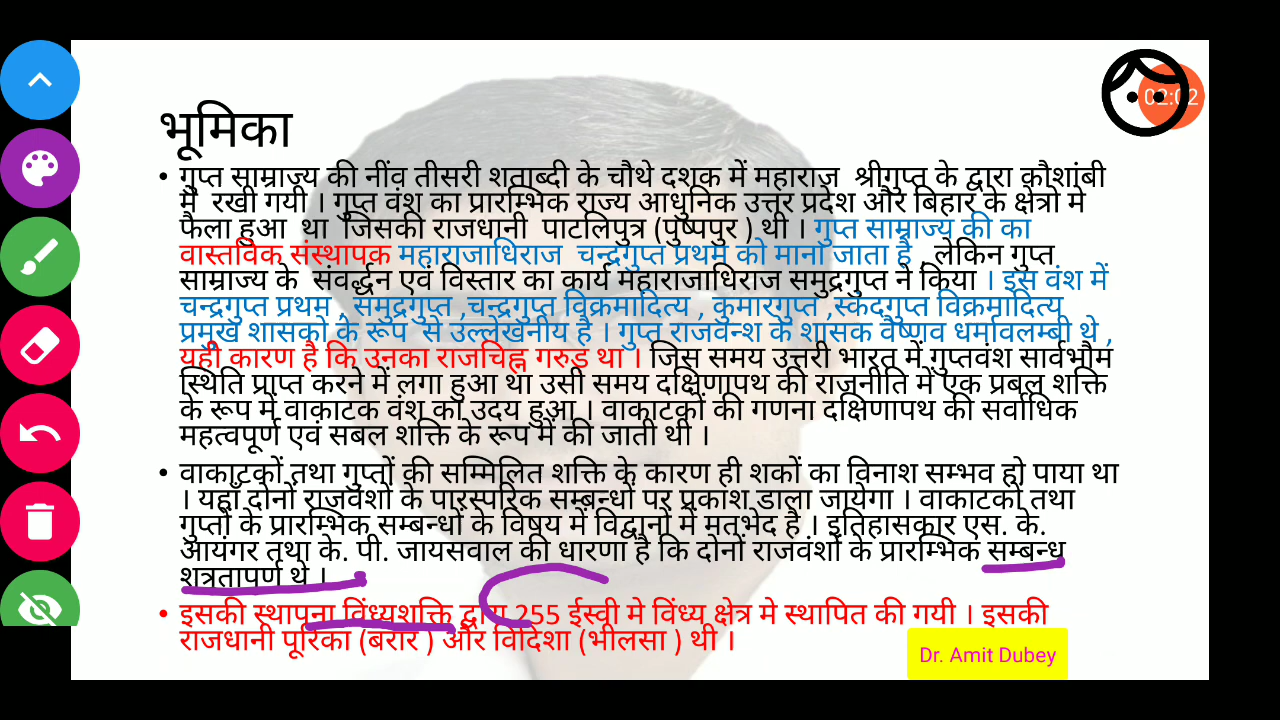 02:02
भूमिका
• गुप्त साम्राज्य की नींव तीसरी शताब्दी के चौथे दशक में महाराज श्रीगुप्त के द्वारा कौशांबी
में रखी गयी । गुप्त वंश का प्रारम्भिक राज्य आधुनिक उत्तर प्रदेश और बिहार के क्षेत्रों मे
फैला हुआ था जिसकी राजधानी पाटलिपुत्र (पुष्पपुर ) थी । गुप्त साम्राज्य की का
वास्तविक संस्थापक महाराजाधिराज चन्द्रगुप्त प्रथम को माना जाता है , लेकिन गुप्त
साम्राज्य के संवर्द्धन एवं विस्तार का कार्य महाराजाधिराज समुद्रगुप्त ने किया । इस वंश में
चन्द्रगुप्त प्रथम , समुद्रगुप्त ,चन्द्रगुप्त विक्रमादित्य , कुमारगुप्त ,स्कंदगुप्त विक्रमादित्य
प्रमुख शासकों के रूप से उल्लेखनीय है । गुप्त राजवन्श के शासक वैष्णव धर्मावलम्बी थे ,
यही कारण है कि उनका राजचिह्न गरुड़ था । जिस समय उत्तरी भारत में गुप्तवंश सार्वभौम
स्थिति प्राप्त करने में लगा हुआ था उसी समय दक्षिणापथ की राजनीति में एक प्रबल शक्ति
के रूप में वाकाटक वंश का उदय हुआ । वाकाटकों की गणना दक्षिणापथ की सर्वाधिक
महत्वपूर्ण एवं सबल शक्ति के रूप में की जाती थी ।
• वाकाटकों तथा गुप्तों की सम्मिलित शक्ति के कारण ही शकों का विनाश सम्भव हो पाया था
। यहाँ दोनों राजवंशों के पारस्परिक सम्बन्धों पर प्रकाश डाला जायेगा । वाकाटकों तथा
गुप्तों के प्रारम्भिक सम्बन्धों के विषय में विद्वानों में मतभेद है । इतिहासकार एस. के.
आयंगर तथा के. पी. जायसवाल की धारणा है कि दोनों राजवंशों के प्रारम्भिक सम्बन्ध
शत्रुतापूर्ण थे ।
• इसकी स्थापना विंध्यशक्ति द्वारा 255 ईस्वी मे विंध्य क्षेत्र मे स्थापित की गयी । इसकी
राजधानी पूरिका (बरार ) और विदिशा (भीलसा ) थी ।
Dr. Amit Dubey